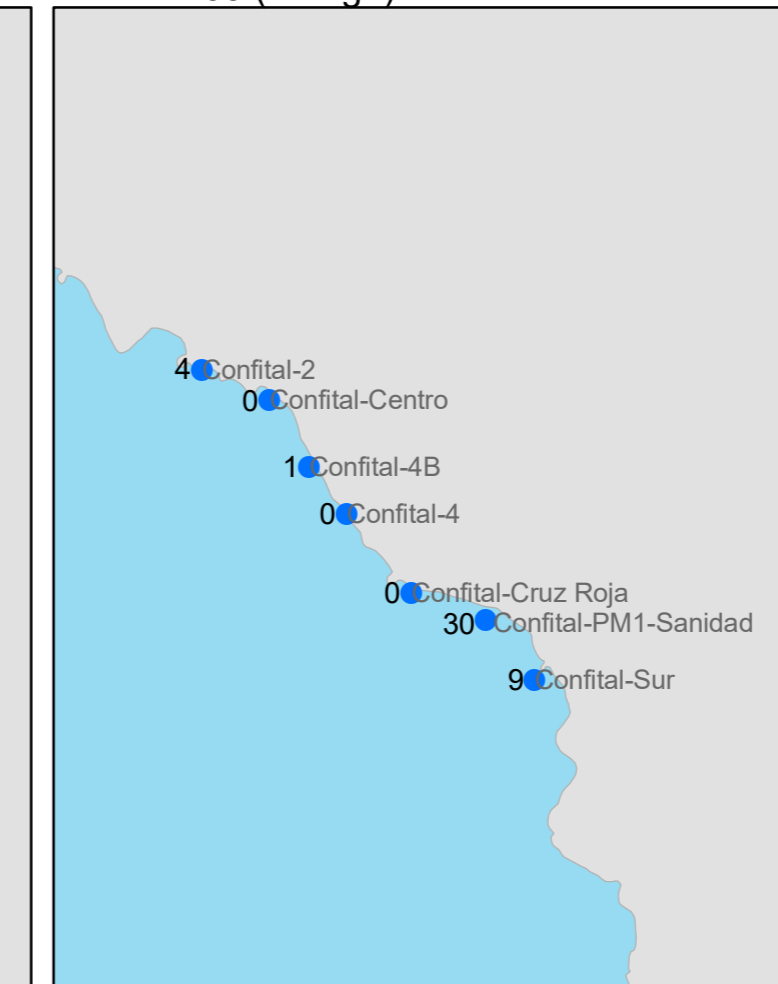 4 Confital-2
0 Confital-Centro
1 Confital-4B
0 Confital-4
0 Confital-Cruz Roja
30 Confital-PM1-Sanidad
9 Confital-Sur